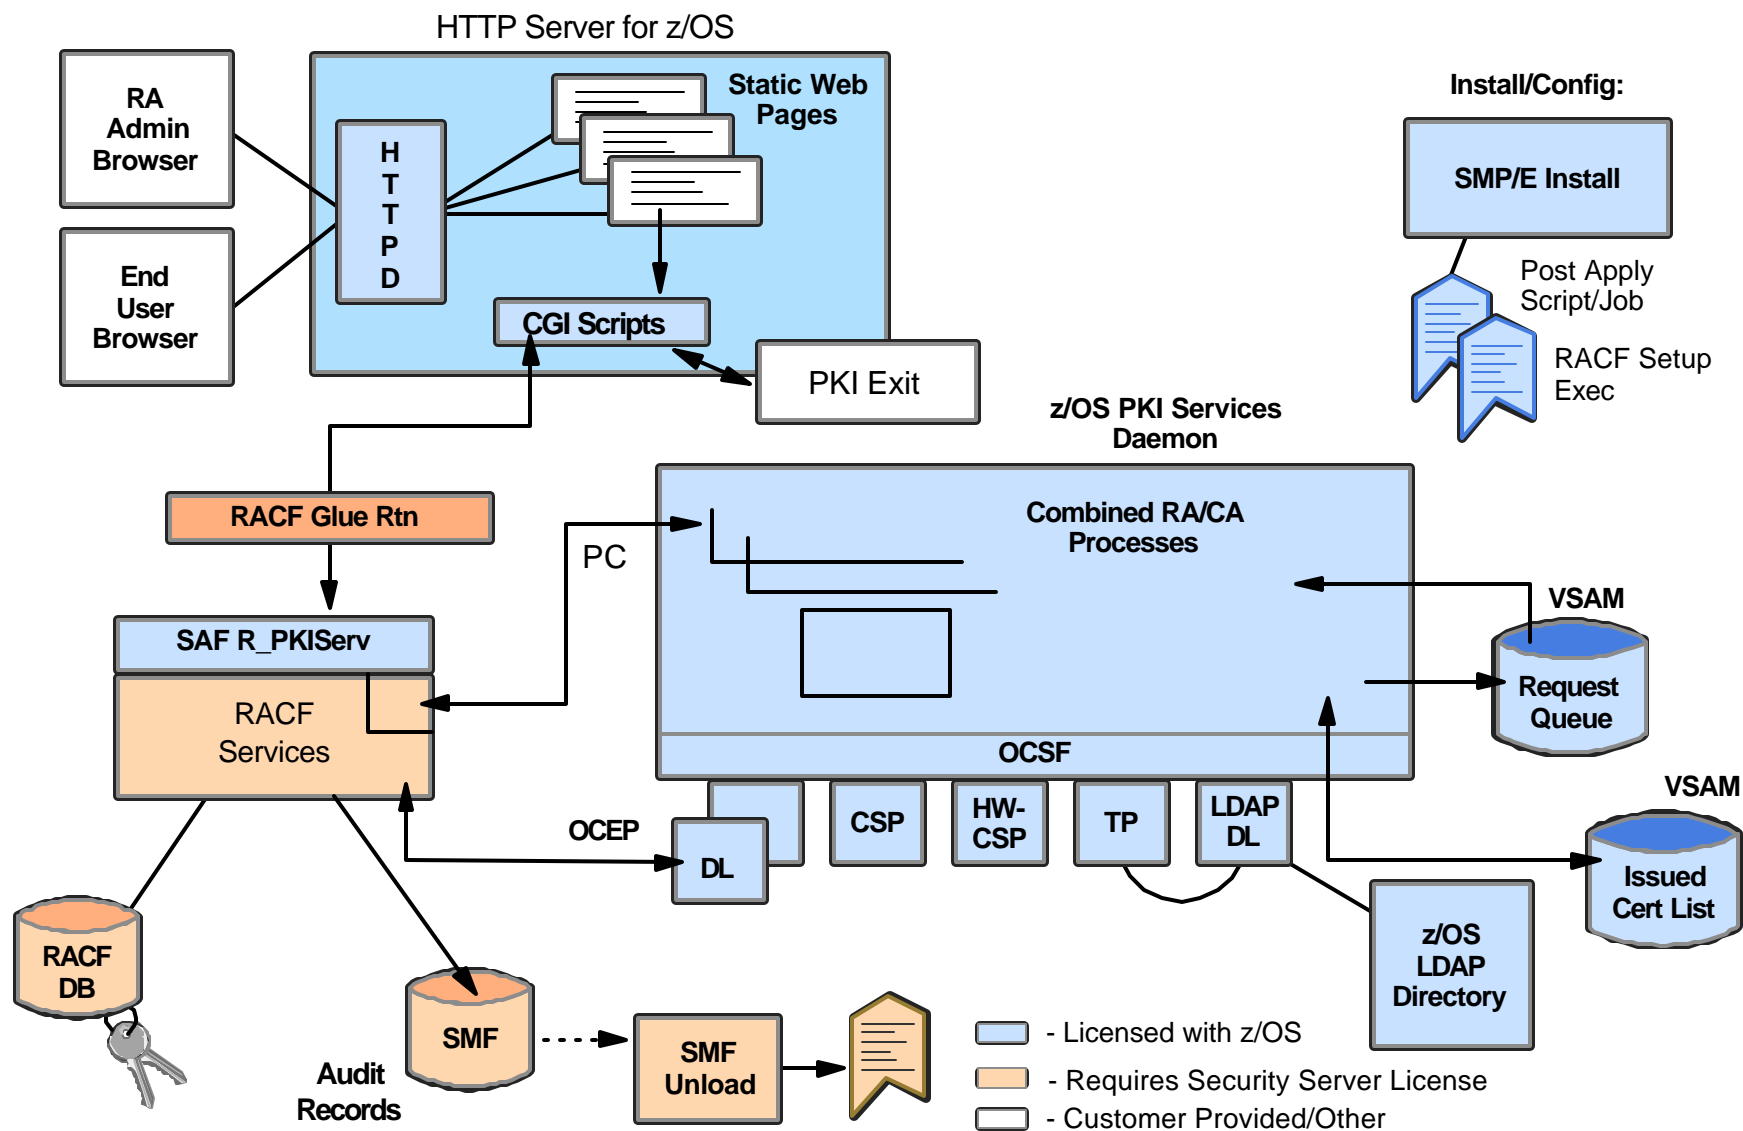 HTTP Server for z/OS
RA
Admin
Browser
End
User
Browser
H
T
T
P
D
Static Web
Pages
CGI Scripts
PKI Exit
Install/Config:
SMP/E Install
Post Apply
Script/Job
RACF Setup
Exec
z/OS PKI Services
Daemon
RACF Glue Rtn
PC
Combined RA/CA
Processes
SAF R_PKIServ
RACF
Services
VSAM
Request
Queue
OCSF
VSAM
Issued
Cert List
OCEP
DL
CSP
HW-
CSP
TP
LDAP
DL
z/OS
LDAP
Directory
RACF
DB
SMF
Audit
Records
SMF
Unload
- Licensed with z/OS
- Requires Security Server License
- Customer Provided/Other